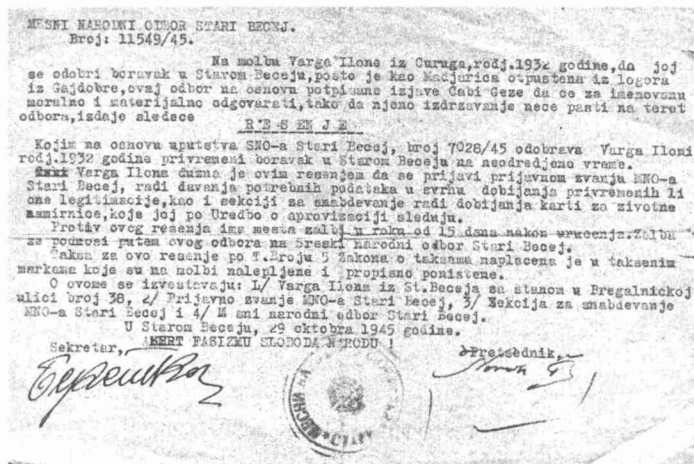 MESNI NARODNI ODBOR STARI BECEJ.
Broj: 11549/45.
Na molbu Varga Ilone iz Curuga,rodj.1932 godine,da joj
se odobri boravak u Starom Beceju,posto je kao Madjarica otpustena iz logora
iz Gajdobre,ovaj odbor na osnovu potpisane izjave Cabi Geze da ce za imenovanu
moralno i materijalno odgovarati,tako da njeno izdrzavanje nece pasti na teret
odbora,izdaje sledece
R E S E N J E
Kojim na osnovu uputstva SNO-a Stari Becej, broj 7028/45 odobrava Varga Iloni
rodj.1932 godine privremeni boravak u Starom Beceju na neodredjeno vreme.
Varga Ilona duzna je ovim resenjem da se prijavi prijavnom zvanju MNO-a
Stari Becej, radi davanja potrebnih podataka u svrhu dobijanja privremenih li
cne legitimacije,kao i sekciji za snabdevanje radi dobijanja karti za zivotne
namirnice,koje joj po Uredbo o aprovizaciji sleduju.
Protiv ovog resenja ima mesta zalbi u roku od 15 dana nakon urucenja.Zalba
se podnosi putem ovog odbora na Sreski narodni odbor Stari Becej.
Taksa za ovo resenje po T.Broju 5 Zakona o taksama naplacena je u taksenim
markama koje su na molbi nalepljene i propisno ponistene.
O ovome se izvestavaju: 1/ Varga Ilona iz St.Beceja sa stanom u Bregalnickoj
ulici broj 38, 2/ Prijavno zvanje MNO-a Stari Becej, 3/ Sekcija za snabdevanje
MNO-a Stari Becej i 4/ M sni narodni odbor Stari Becej.
U Starom Beceju, 29 oktobra 1945 godine.
SMRT FASIZMU SLOBODA NARODU !
Sekretar,
Pretsednik,